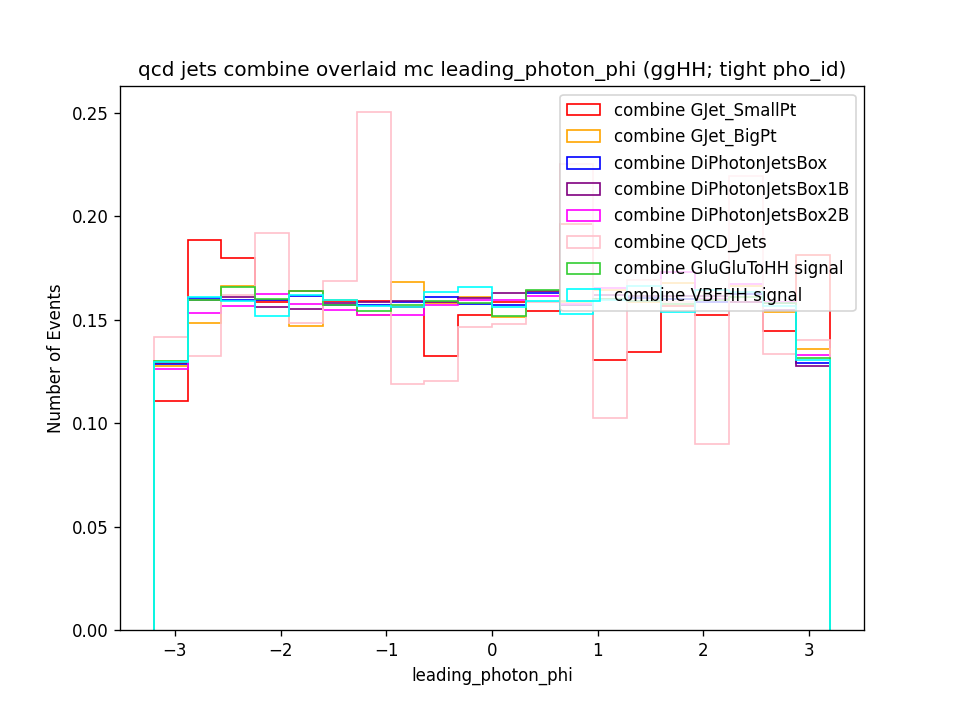 qcd jets combine overlaid mc leading_photon_phi (ggHH; tight pho_id)
combine GJet_SmallPt
combine GJet_BigPt
combine DiPhotonJetsBox
combine DiPhotonJetsBox1B
combine DiPhotonJetsBox2B
combine QCD_Jets
combine GluGluToHH signal
combine VBFHH signal
Number of Events
0.25
0.20
0.15
0.10
0.05
0.00
−3 −2 −1 0 1 2 3
leading_photon_phi